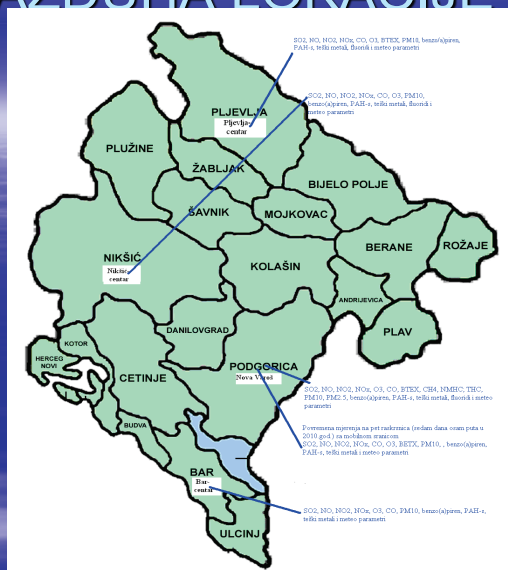 SO2, NO, NO2, NOx, CO, O3, BTEX, PM10, benzo(a)piren,
PAH-s, teški metali, fluoridi i meteo parametri
SO2, NO, NO2, NOx, CO, O3, PM10,
benzo(a)piren, PAH-s, teški metali, fluoridi i
meteo parametri
PLJEVLJA
Pljevlja-
centar
PLUŽINE
ŽABLJAK
BIJELO POLJE
ŠAVNIK
MOJKOVAC
BERANE
ROŽAJE
NIKŠIĆ
Nikšić-
centar
KOLAŠIN
ANDRIJEVICA
PLAV
DANILOVGRAD
KOTOR
HERCEG
NOVI
CETINJE
PODGORICA
Nova Varoš
SO2, NO, NO2, NOx, O3, CO, BTEX, CH4, NMHC, THC,
PM10, PM2.5, benzo(a)piren, PAH-s, teški metali, fluoridi i meteo
parametri
BUDVA
Povremena mjerenja na pet raskrsnica (sedam dana osam puta u
2010.god.) sa mobilnom stanicom
SO2, NO, NO2, NOx, CO, O3, BETX, PM10, , benzo(a)piren,
PAH-s, teški metali i meteo parametri
BAR
Bar-
centar
SO2, NO, NO2, NOx, O3, CO, PM10, benzo(a)piren, PAH-s,
teški metali i meteo parametri
ULCINJ